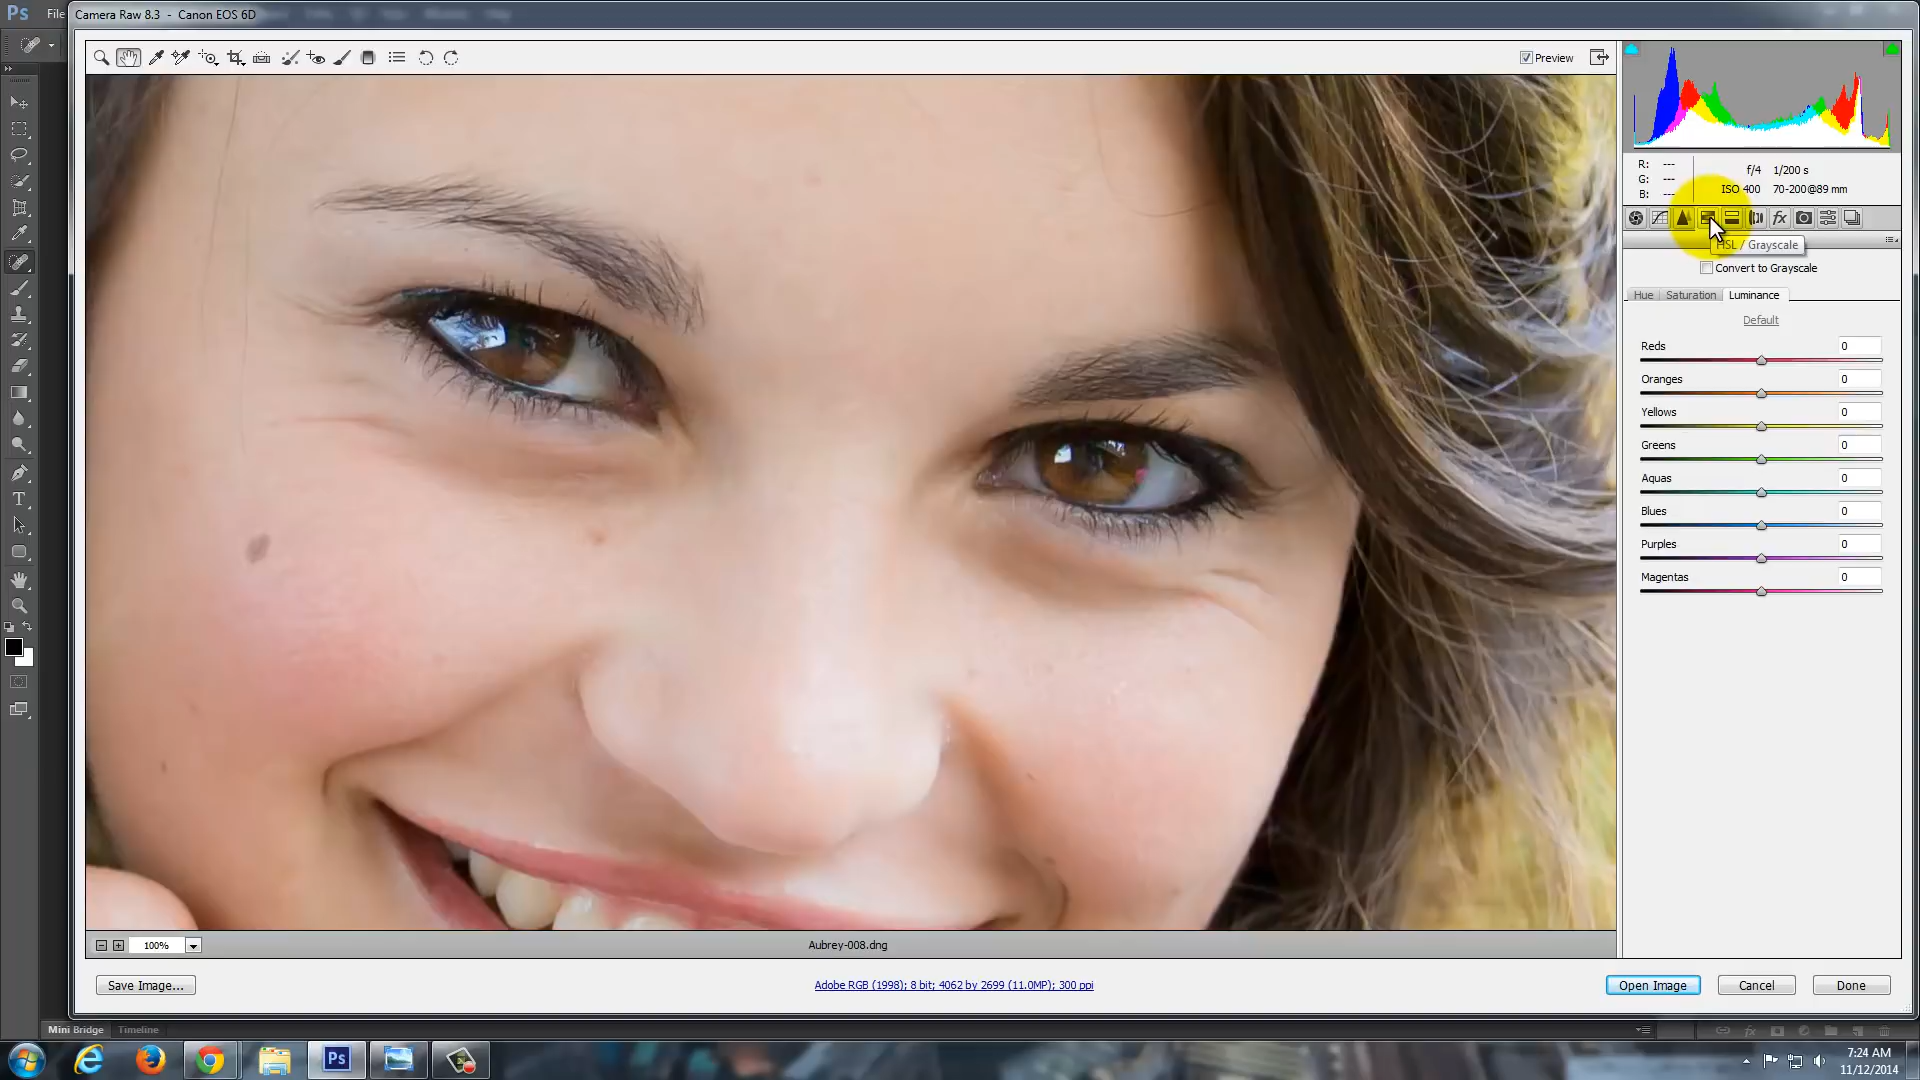 Ps File
Camera Raw 8.3 - Canon EOS 6D
Preview
R: ---
G: ---
B: ---
f/4 1/200 s
ISO 400 70-200@89 mm
fx
HSL / Grayscale
Convert to Grayscale
Hue Saturation Luminance
Default
Reds 0
Oranges 0
Yellows 0
Greens 0
Aquas 0
Blues 0
Purples 0
Magentas 0
T
100%
Aubrey-008.dng
Save Image...
Adobe RGB (1998); 8 bit; 4062 by 2699 (11.0MP); 300 ppi
Open Image Cancel Done
Mini Bridge Timeline
fx
Ps
7:24 AM
11/12/2014